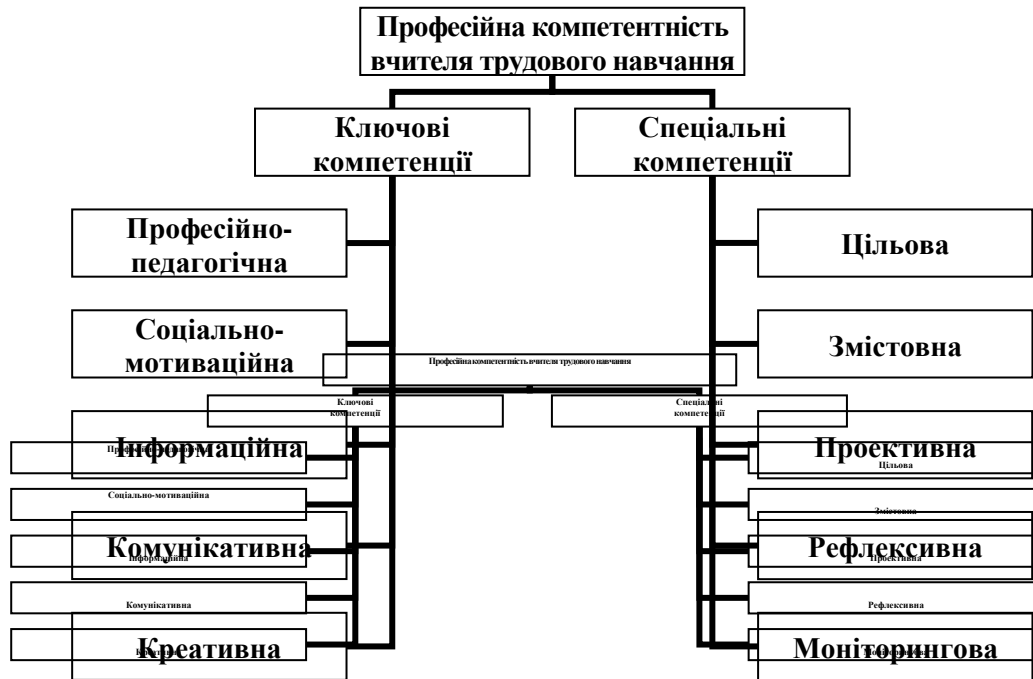 Професійна компетентність
вчителя трудового навчання
Ключові
компетенції
Спеціальні
компетенції
Професійно-
педагогічна
Цільова
Соціально-
мотиваційна
Змістовна
Професійна компетентність вчителя трудового навчання
Ключові
компетенції
Спеціальні
компетенції
Інформаційна
Проективна
Цільова
Соціально-мотиваційна
Змістовна
Комунікативна
Рефлексивна
Інформаційна
Проективна
Комунікативна
Рефлексивна
Креативна
Моніторингова